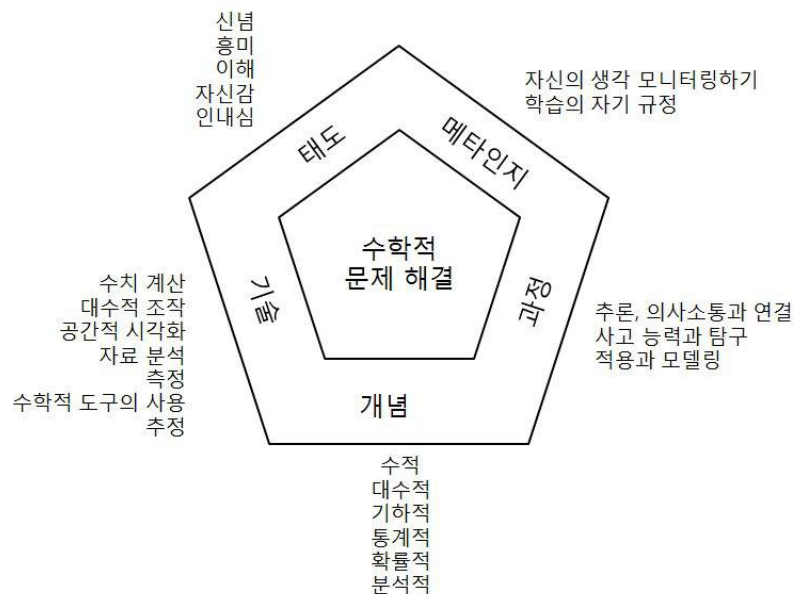 신념
흥미
이해
자신감
인내심
자신의 생각 모니터링하기
학습의 자기 규정
태도
메타인지
수학적
문제 해결
기술
과정
수치 계산
대수적 조작
공간적 시각화
자료 분석
측정
수학적 도구의 사용
추정
추론, 의사소통과 연결
사고 능력과 탐구
적용과 모델링
개념
수적
대수적
기하적
통계적
확률적
분석적